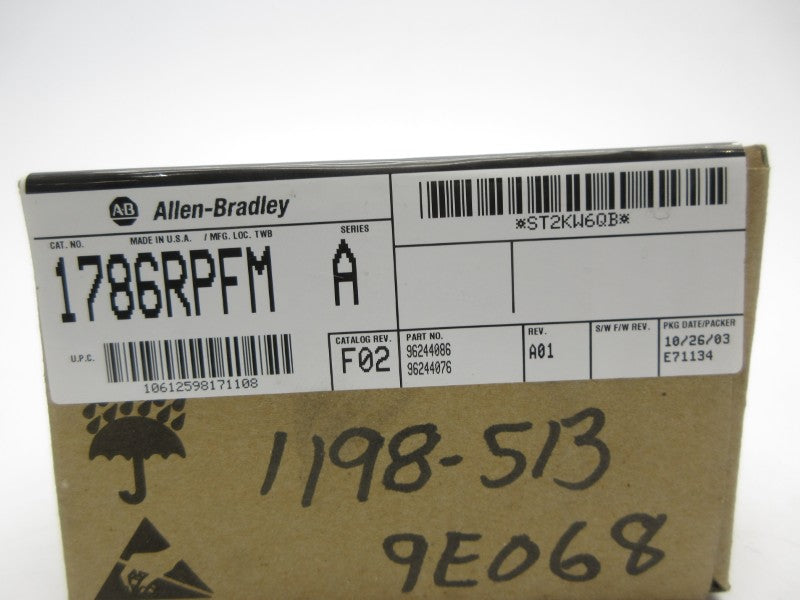 AB Allen-Bradley
*ST2KW6QB*
CAT. NO. MADE IN U.S.A. / MFG. LOC. TWB SERIES
1786RPFM A
U.P.C.
10612598171108
CATALOG REV.
F02
PART NO.
96244086
96244076
REV.
A01
S/W F/W REV.
PKG DATE/PACKER
10/26/03
E71134
1198-513
9E068